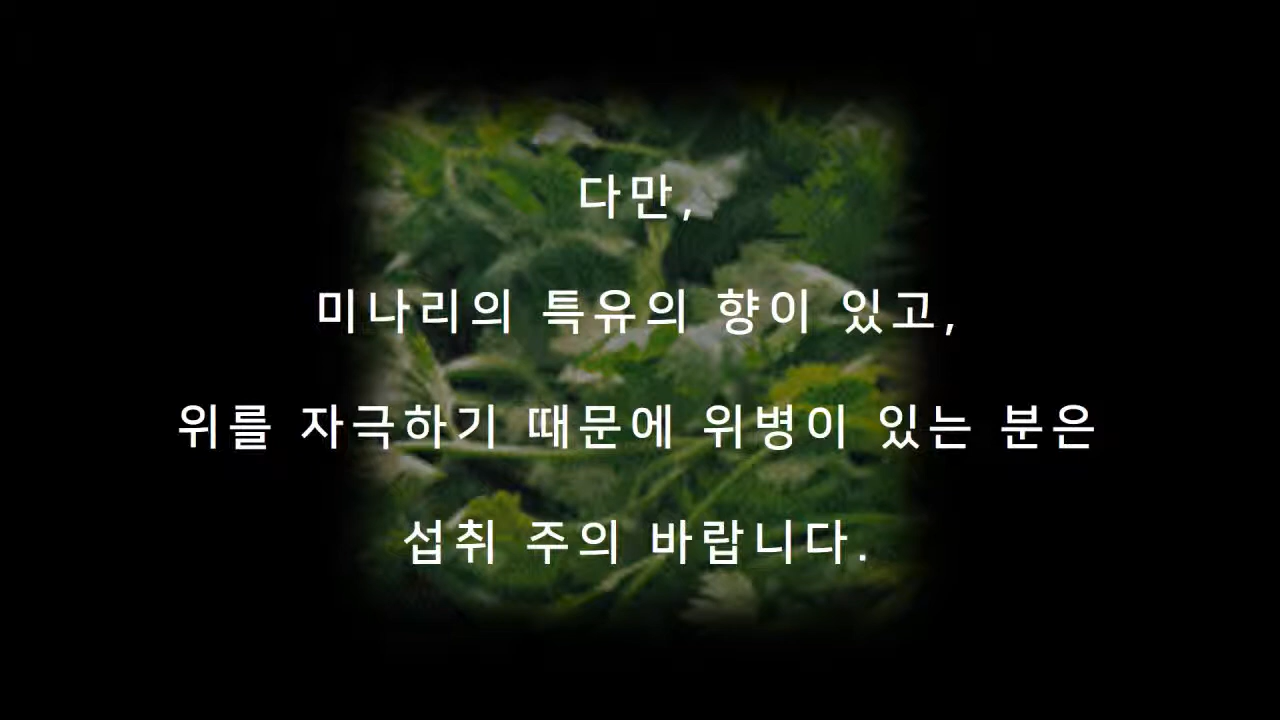 다만,
미나리의 특유의 향이 있고,
위를 자극하기 때문에 위병이 있는 분은
섭취 주의 바랍니다.